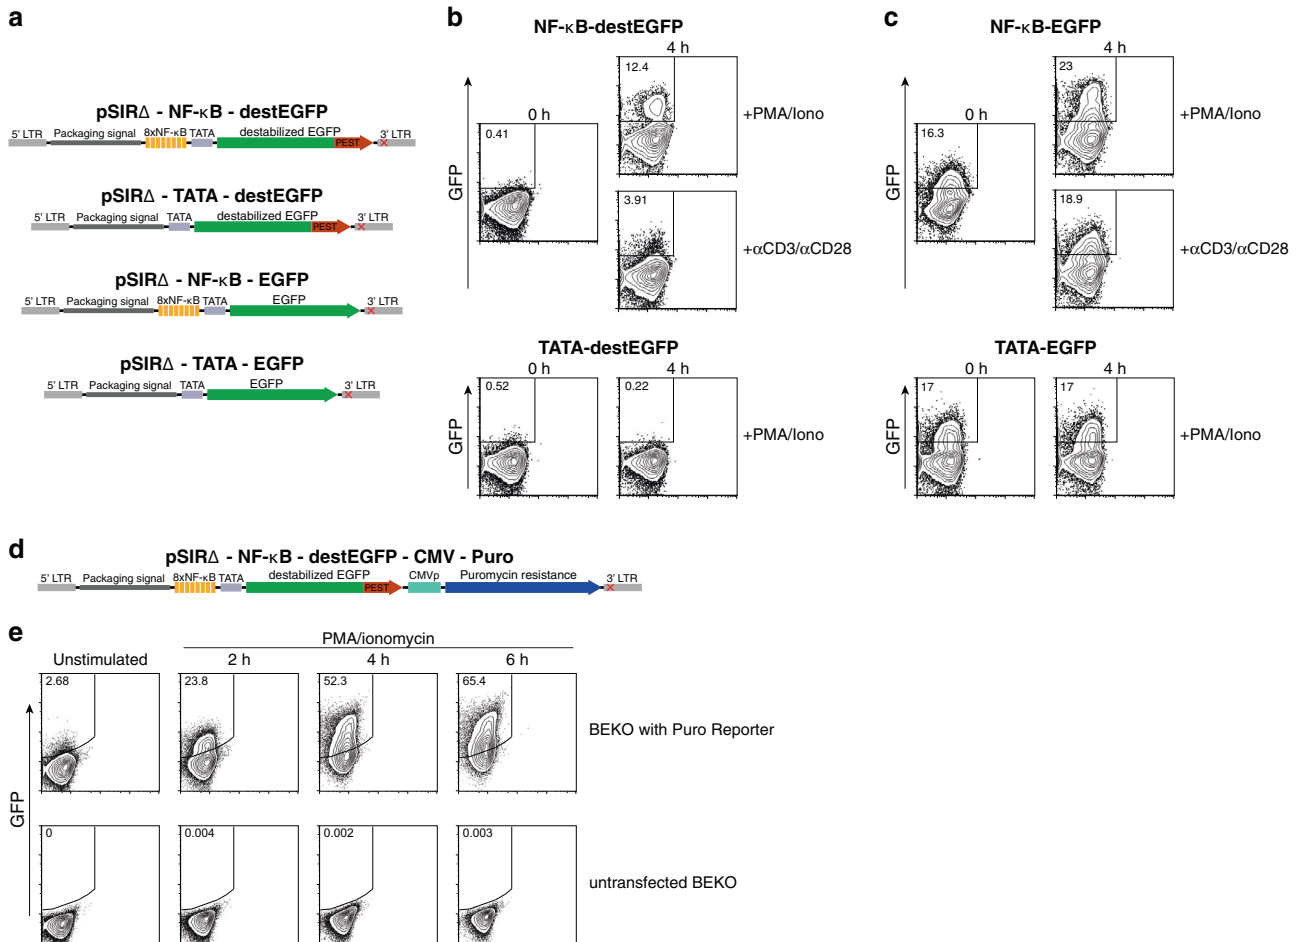 a
pSIRΔ - NF-κB - destEGFP
5' LTR Packaging signal 8xNF-κB TATA destabilized EGFP PEST 3' LTR
pSIRΔ - TATA - destEGFP
5' LTR Packaging signal TATA destabilized EGFP PEST 3' LTR
pSIRΔ - NF-κB - EGFP
5' LTR Packaging signal 8xNF-κB TATA EGFP 3' LTR
pSIRΔ - TATA - EGFP
5' LTR Packaging signal TATA EGFP 3' LTR
b
NF-κB-destEGFP
4 h
12.4
+PMA/Iono
0 h
0.41
GFP
3.91
+αCD3/αCD28
TATA-destEGFP
0 h 4 h
0.52 0.22
GFP
+PMA/Iono
c
NF-κB-EGFP
4 h
23
+PMA/Iono
0 h
16.3
GFP
18.9
+αCD3/αCD28
TATA-EGFP
0 h 4 h
17 17
GFP
+PMA/Iono
d
pSIRΔ - NF-κB - destEGFP - CMV - Puro
5' LTR Packaging signal 8xNF-κB TATA destabilized EGFP PEST CMVp Puromycin resistance 3' LTR
e
PMA/ionomycin
Unstimulated 2 h 4 h 6 h
2.68 23.8 52.3 65.4
BEKO with Puro Reporter
GFP
0 0.004 0.002 0.003
untransfected BEKO